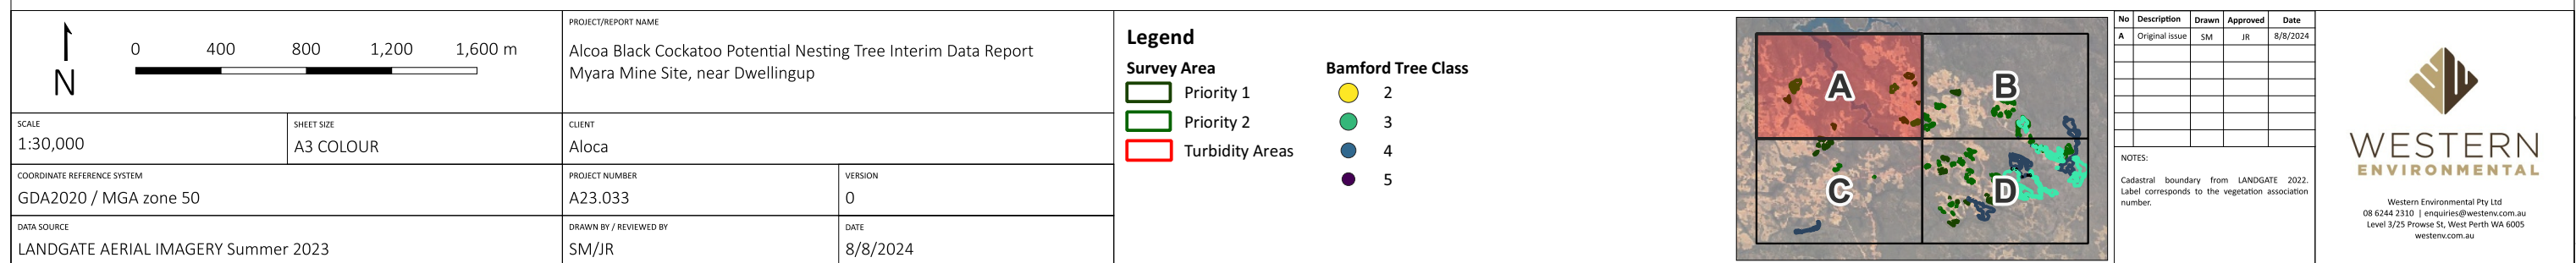 N
0 400 800 1,200 1,600 m
PROJECT/REPORT NAME
Alcoa Black Cockatoo Potential Nesting Tree Interim Data Report
Myara Mine Site, near Dwellingup
SCALE
1:30,000
SHEET SIZE
A3 COLOUR
CLIENT
Aloca
COORDINATE REFERENCE SYSTEM
GDA2020 / MGA zone 50
PROJECT NUMBER
A23.033
VERSION
0
DATA SOURCE
LANDGATE AERIAL IMAGERY Summer 2023
DRAWN BY / REVIEWED BY
SM/JR
DATE
8/8/2024
Legend
Survey Area
Priority 1
Priority 2
Turbidity Areas
Bamford Tree Class
2
3
4
5
A
B
C
D
No Description Drawn Approved Date
A Original issue SM JR 8/8/2024
NOTES:
Cadastral boundary from LANDGATE 2022.
Label corresponds to the vegetation association
number.
WESTERN
ENVIRONMENTAL
Western Environmental Pty Ltd
08 6244 2310 | enquiries@westenv.com.au
Level 3/25 Prowse St, West Perth WA 6005
westenv.com.au